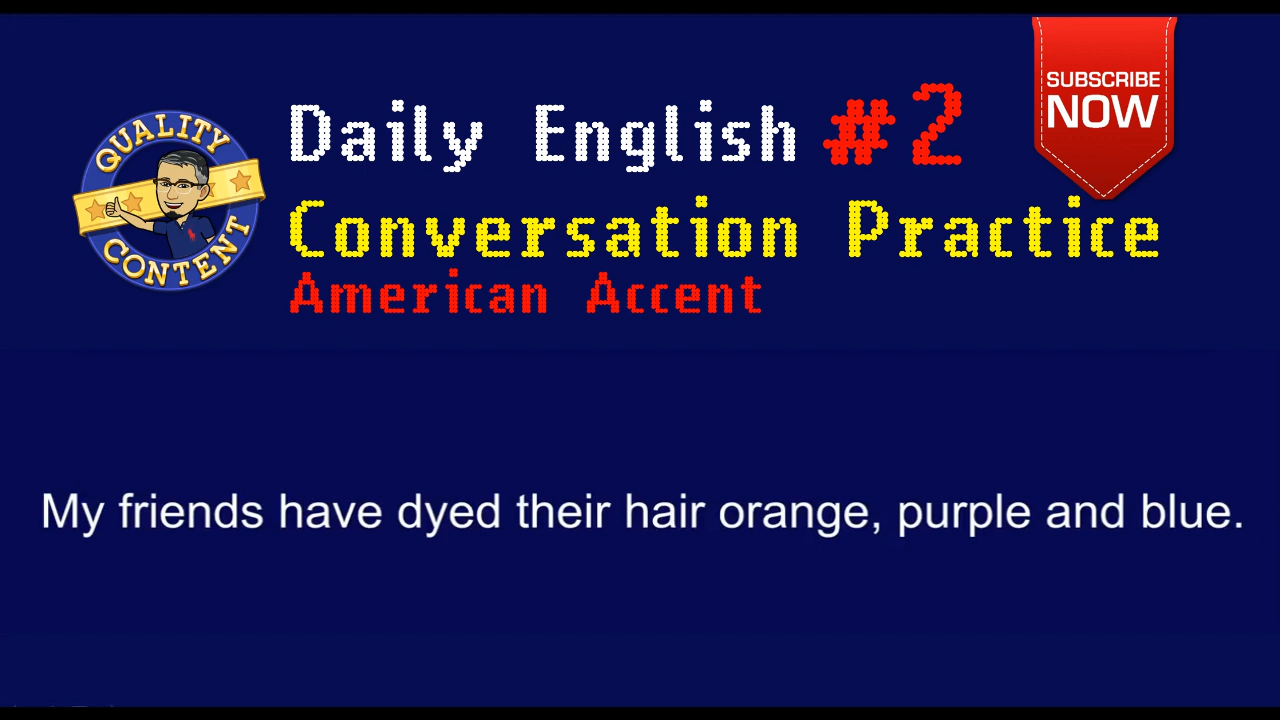 SUBSCRIBE
NOW
Daily English #2
QUALITY
CONTENT
Conversation Practice
American Accent
My friends have dyed their hair orange, purple and blue.